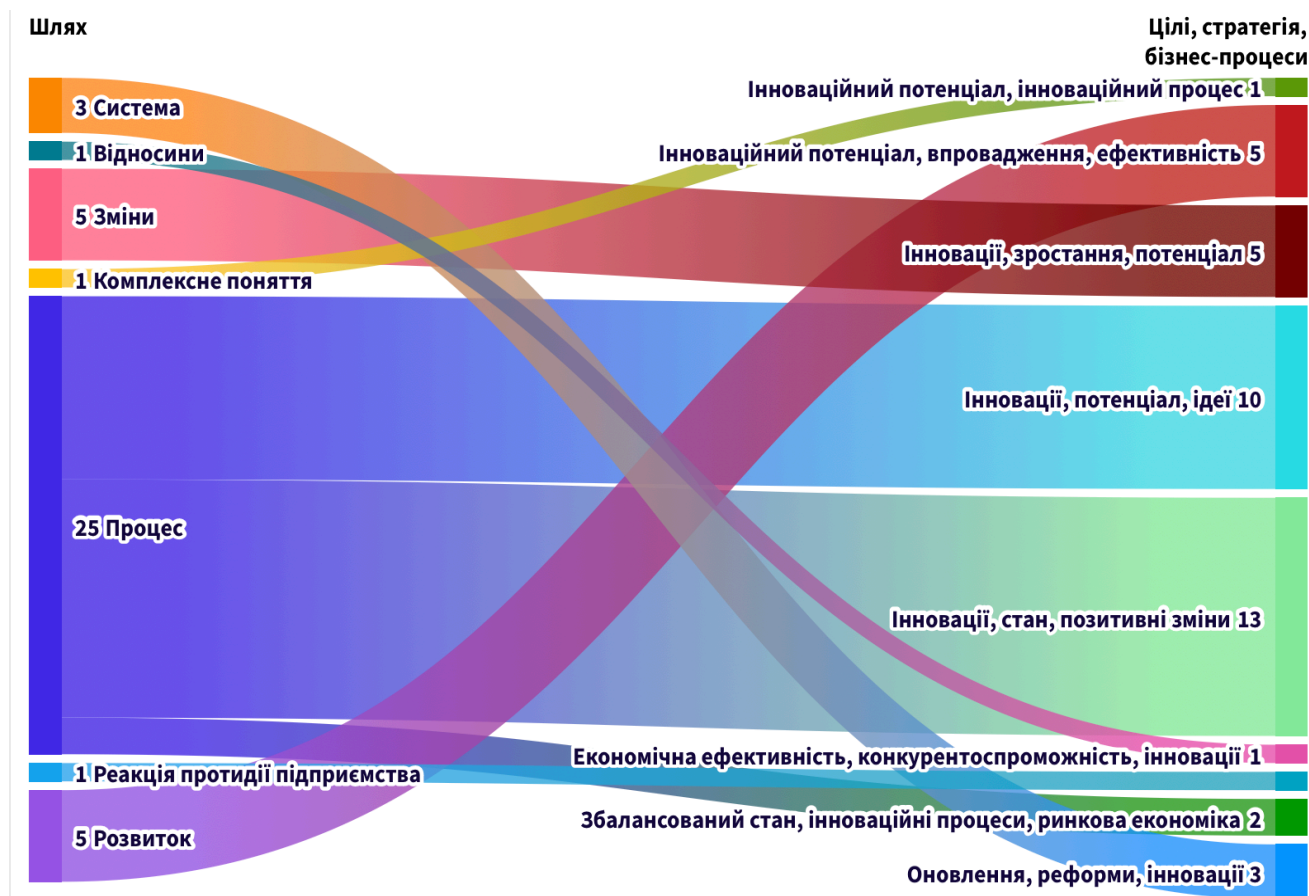 Шлях
Цілі, стратегія,
бізнес-процеси
3 Система
1 Відносини
5 Зміни
1 Комплексне поняття
25 Процес
1 Реакція протидії підприємства
5 Розвиток
Інноваційний потенціал, інноваційний процес 1
Інноваційний потенціал, впровадження, ефективність 5
Інновації, зростання, потенціал 5
Інновації, потенціал, ідеї 10
Інновації, стан, позитивні зміни 13
Економічна ефективність, конкурентоспроможність, інновації 1
Збалансований стан, інноваційні процеси, ринкова економіка 2
Оновлення, реформи, інновації 3